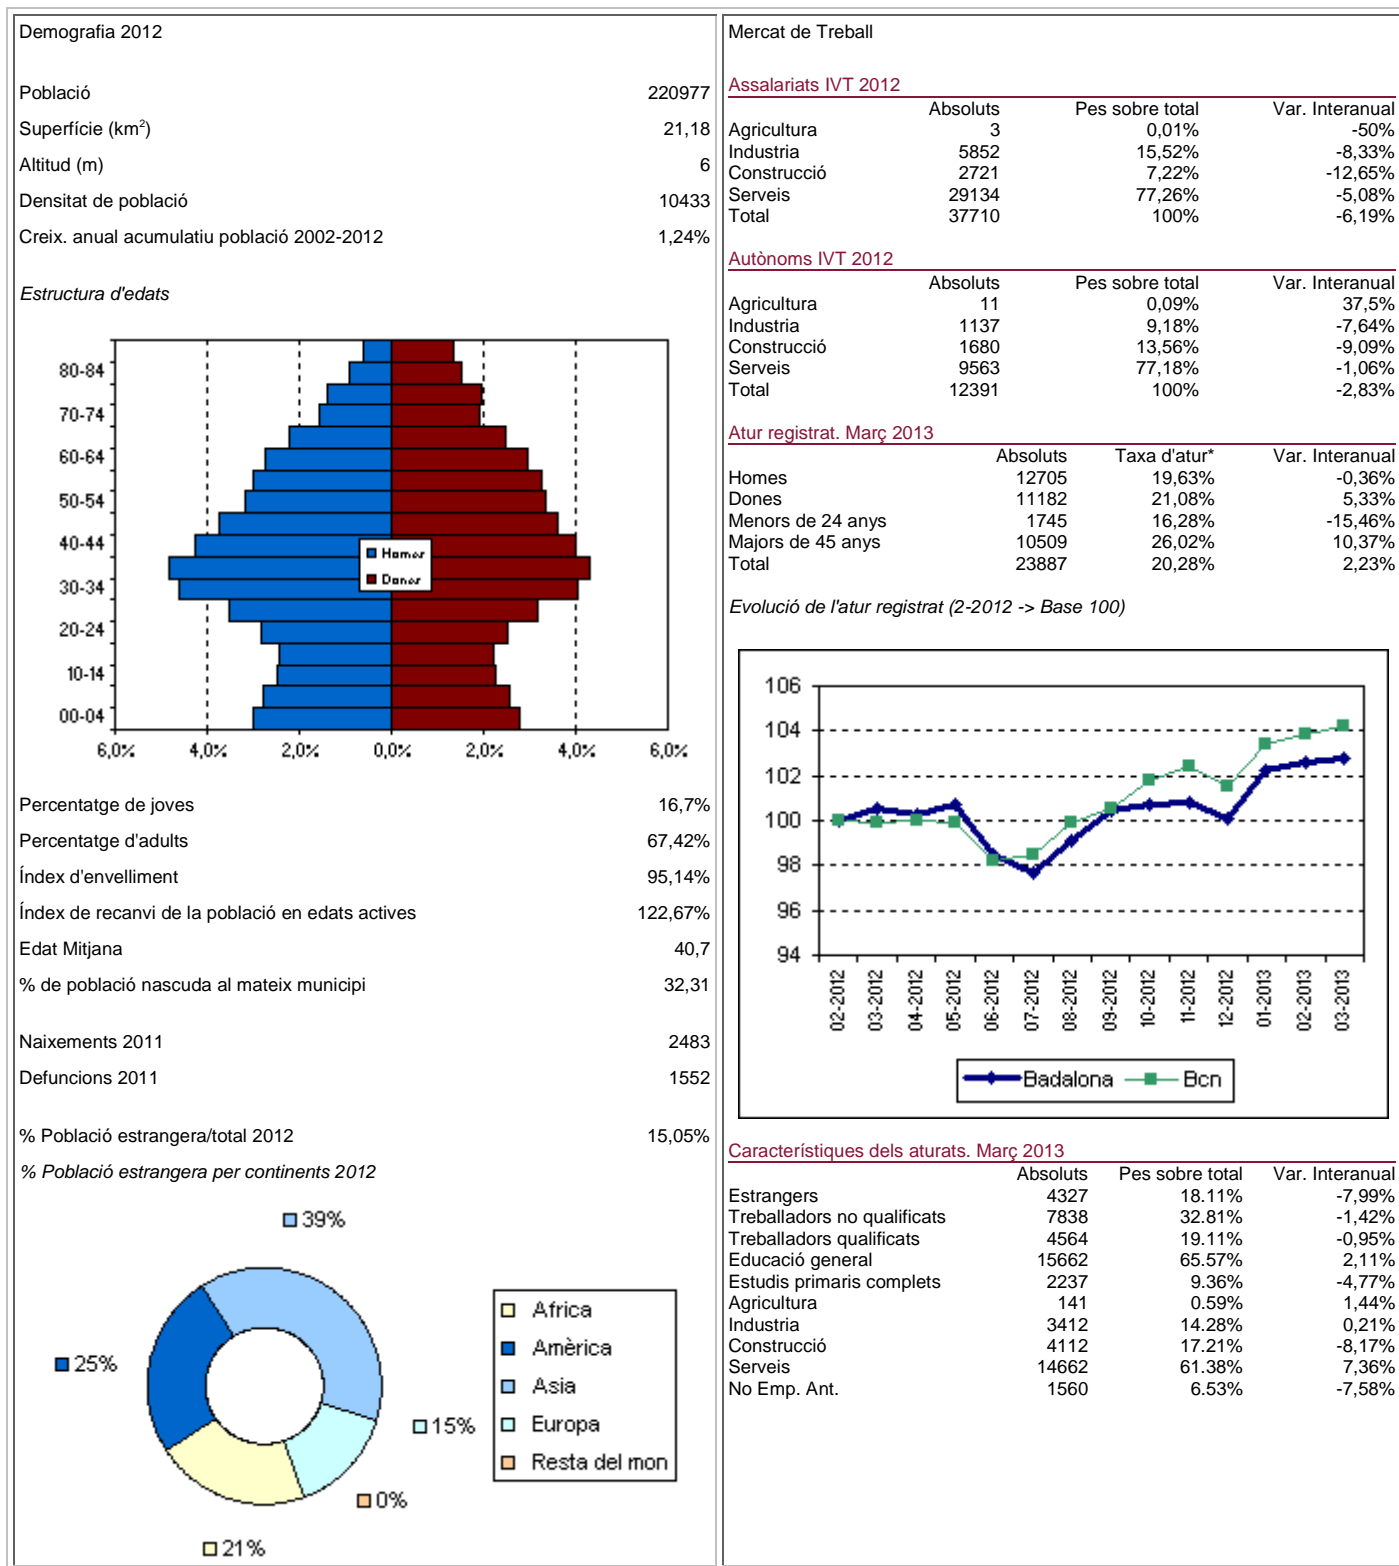 Demografia 2012
Població 220977
Superfície (km²) 21,18
Altitud (m) 6
Densitat de població 10433
Creix. anual acumulatiu població 2002-2012 1,24%
Estructura d'edats
80-84
70-74
60-64
50-54
40-44
30-34
20-24
10-14
00-04
Homes
Dones
6,0% 4,0% 2,0% 0,0% 2,0% 4,0% 6,0%
Percentatge de joves 16,7%
Percentatge d'adults 67,42%
Índex d'envelliment 95,14%
Índex de recanvi de la població en edats actives 122,67%
Edat Mitjana 40,7
% de població nascuda al mateix municipi 32,31
Naixements 2011 2483
Defuncions 2011 1552
% Població estrangera/total 2012 15,05%
% Població estrangera per continents 2012
39%
25%
15%
0%
21%
Africa
Amèrica
Asia
Europa
Resta del mon
Mercat de Treball
Assalariats IVT 2012
Absoluts Pes sobre total Var. Interanual
Agricultura 3 0,01% -50%
Industria 5852 15,52% -8,33%
Construcció 2721 7,22% -12,65%
Serveis 29134 77,26% -5,08%
Total 37710 100% -6,19%
Autònoms IVT 2012
Absoluts Pes sobre total Var. Interanual
Agricultura 11 0,09% 37,5%
Industria 1137 9,18% -7,64%
Construcció 1680 13,56% -9,09%
Serveis 9563 77,18% -1,06%
Total 12391 100% -2,83%
Atur registrat. Març 2013
Absoluts Taxa d'atur* Var. Interanual
Homes 12705 19,63% -0,36%
Dones 11182 21,08% 5,33%
Menors de 24 anys 1745 16,28% -15,46%
Majors de 45 anys 10509 26,02% 10,37%
Total 23887 20,28% 2,23%
Evolució de l'atur registrat (2-2012 -> Base 100)
106
104
102
100
98
96
94
02-2012 03-2012 04-2012 05-2012 06-2012 07-2012 08-2012 09-2012 10-2012 11-2012 12-2012 01-2013 02-2013 03-2013
Badalona Bcn
Característiques dels aturats. Març 2013
Absoluts Pes sobre total Var. Interanual
Estrangers 4327 18.11% -7,99%
Treballadors no qualificats 7838 32.81% -1,42%
Treballadors qualificats 4564 19.11% -0,95%
Educació general 15662 65.57% 2,11%
Estudis primaris complets 2237 9.36% -4,77%
Agricultura 141 0.59% 1,44%
Industria 3412 14.28% 0,21%
Construcció 4112 17.21% -8,17%
Serveis 14662 61.38% 7,36%
No Emp. Ant. 1560 6.53% -7,58%